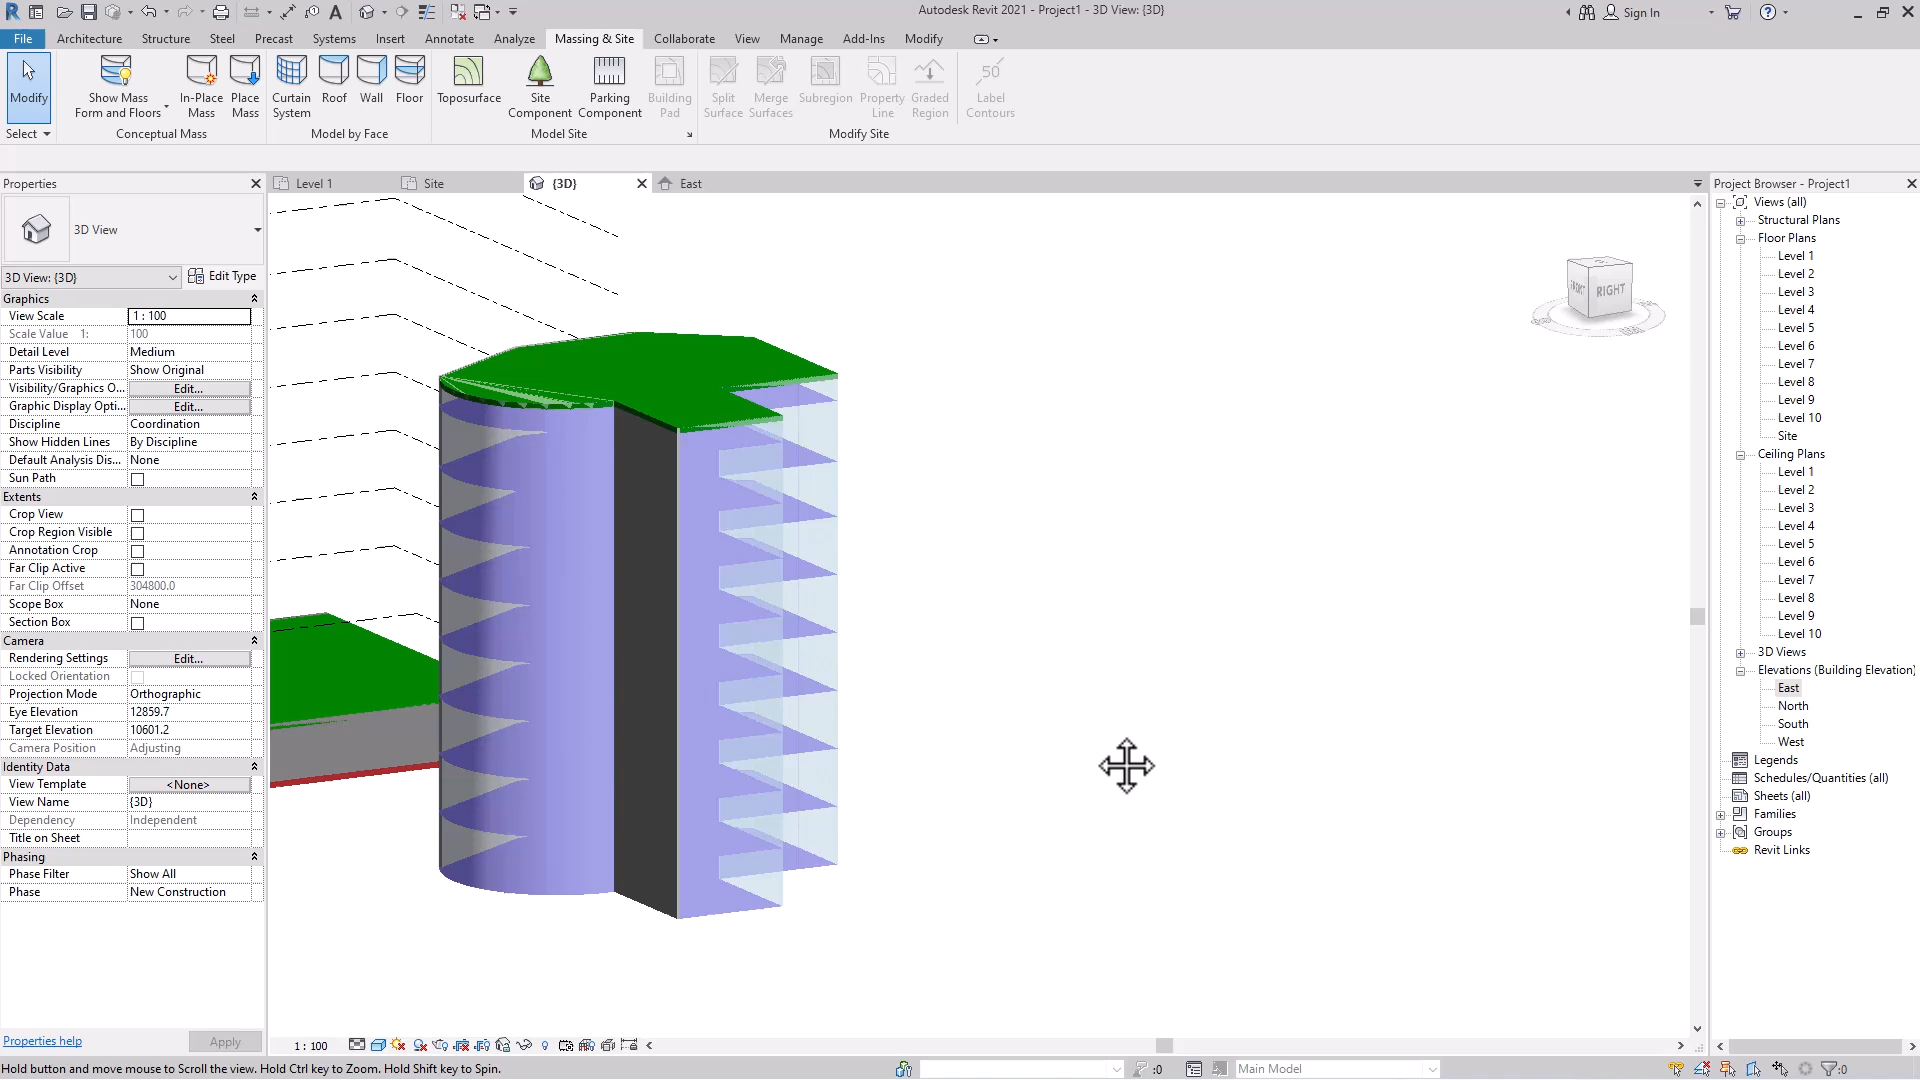 Autodesk Revit 2021 - Project1 - 3D View: {3D}
Sign In
File Architecture Structure Steel Precast Systems Insert Annotate Analyze Massing & Site Collaborate View Manage Add-Ins Modify
Modify
Show Mass
Form and Floors
In-Place
Mass
Place
Mass
Curtain
System
Roof
Wall
Floor
Toposurface
Site
Component
Parking
Component
Building
Pad
Split
Surface
Merge
Surfaces
Subregion
Property
Line
Graded
Region
50
Label
Contours
Select
Conceptual Mass
Model by Face
Model Site
Modify Site
Properties
Level 1
Site
{3D}
East
Project Browser - Project1
3D View
3D View: {3D}
Edit Type
Graphics
View Scale 1 : 100
Scale Value 1: 100
Detail Level Medium
Parts Visibility Show Original
Visibility/Graphics O... Edit...
Graphic Display Opti... Edit...
Discipline Coordination
Show Hidden Lines By Discipline
Default Analysis Dis... None
Sun Path
Extents
Crop View
Crop Region Visible
Annotation Crop
Far Clip Active
Far Clip Offset 304800.0
Scope Box None
Section Box
Camera
Rendering Settings Edit...
Locked Orientation
Projection Mode Orthographic
Eye Elevation 12859.7
Target Elevation 10601.2
Camera Position Adjusting
Identity Data
View Template <None>
View Name {3D}
Dependency Independent
Title on Sheet
Phasing
Phase Filter Show All
Phase New Construction
Properties help
Apply
FRONT
RIGHT
Views (all)
Structural Plans
Floor Plans
Level 1
Level 2
Level 3
Level 4
Level 5
Level 6
Level 7
Level 8
Level 9
Level 10
Site
Ceiling Plans
Level 1
Level 2
Level 3
Level 4
Level 5
Level 6
Level 7
Level 8
Level 9
Level 10
3D Views
Elevations (Building Elevation)
East
North
South
West
Legends
Schedules/Quantities (all)
Sheets (all)
Families
Groups
Revit Links
1 : 100
Hold button and move mouse to Scroll the view. Hold Ctrl key to Zoom. Hold Shift key to Spin.
:0
Main Model
:0